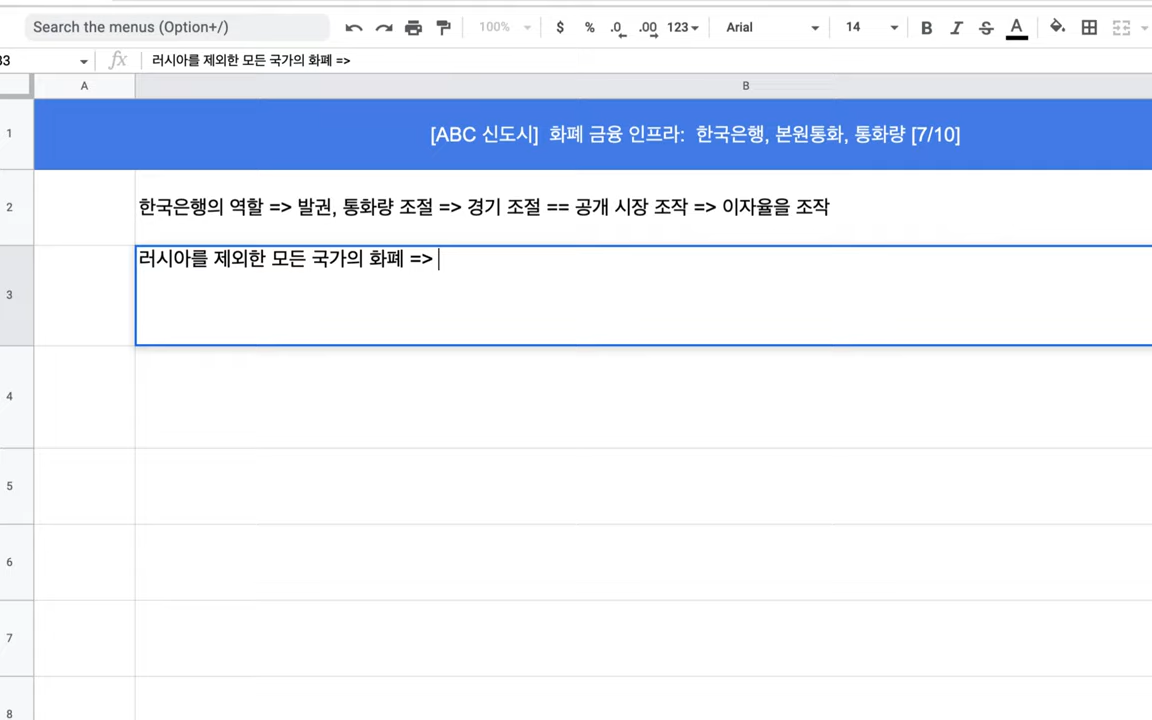 Search the menus (Option+/) 100% $ % .0 .00 123 Arial 14 B I S A
33 fx 러시아를 제외한 모든 국가의 화폐 =>
A B
1 [ABC 신도시] 화폐 금융 인프라: 한국은행, 본원통화, 통화량 [7/10]
2 한국은행의 역할 => 발권, 통화량 조절 => 경기 조절 == 공개 시장 조작 => 이자율을 조작
3 러시아를 제외한 모든 국가의 화폐 =>
4
5
6
7
8